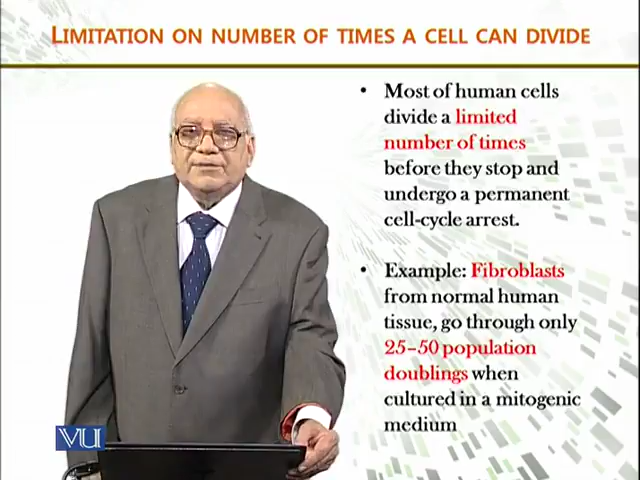 LIMITATION ON NUMBER OF TIMES A CELL CAN DIVIDE
• Most of human cells
divide a limited
number of times
before they stop and
undergo a permanent
cell-cycle arrest.
• Example: Fibroblasts
from normal human
tissue, go through only
25–50 population
doublings when
cultured in a mitogenic
medium
VU